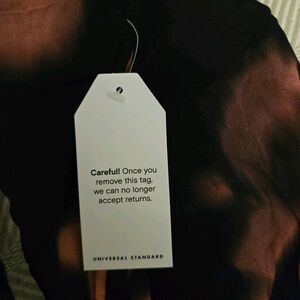 Careful! Once you
remove this tag,
we can no longer
accept returns.
UNIVERSAL STANDARD